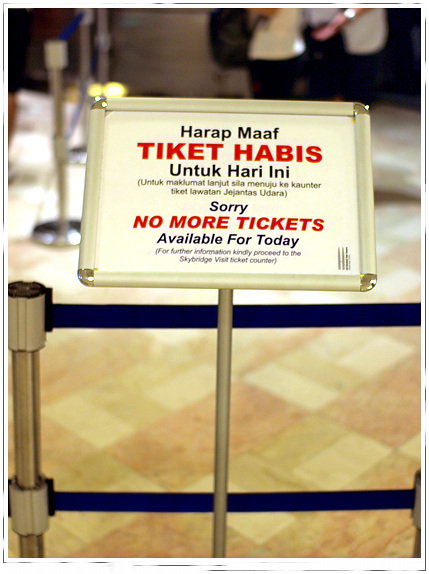 Harap Maaf
TIKET HABIS
Untuk Hari Ini
(Untuk maklumat lanjut sila menuju ke kaunter
tiket lawatan Jejantas Udara)
Sorry
NO MORE TICKETS
Available For Today
(For further information kindly proceed to the
Skybridge Visit ticket counter)